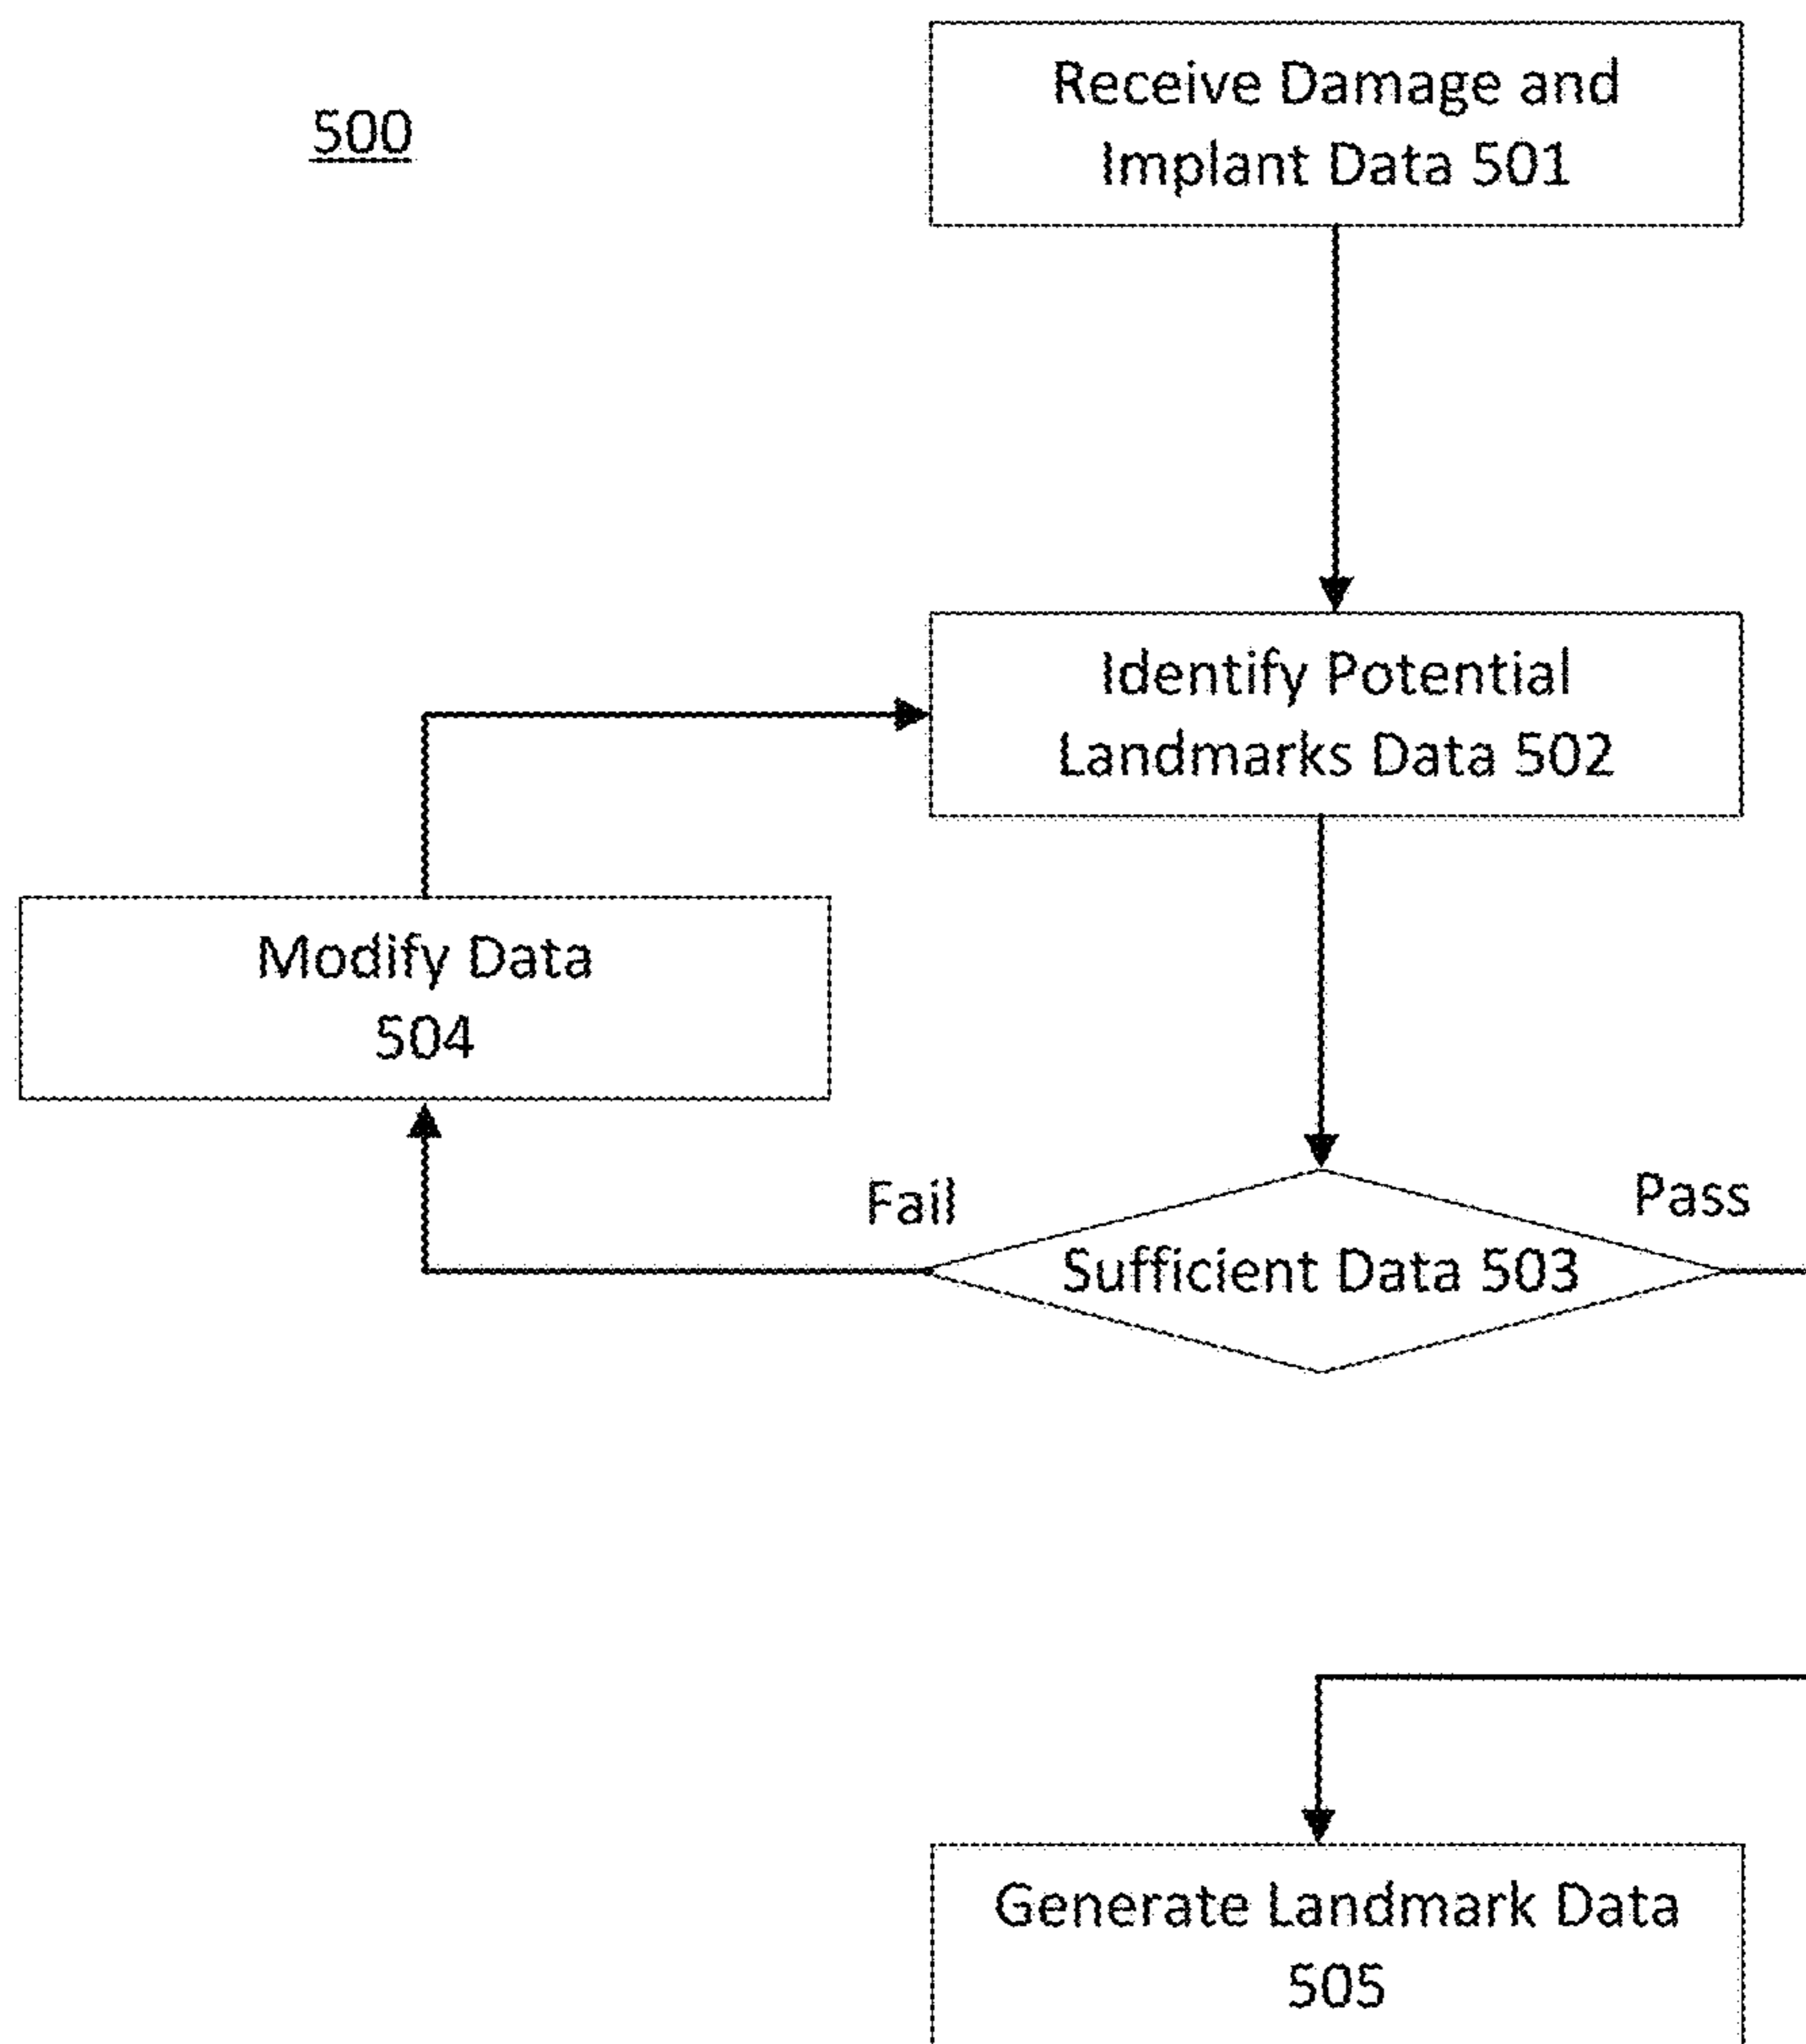 500
Receive Damage and
Implant Data 501
Identify Potential
Landmarks Data 502
Modify Data
504
Fail
Pass
Sufficient Data 503
Generate Landmark Data
505